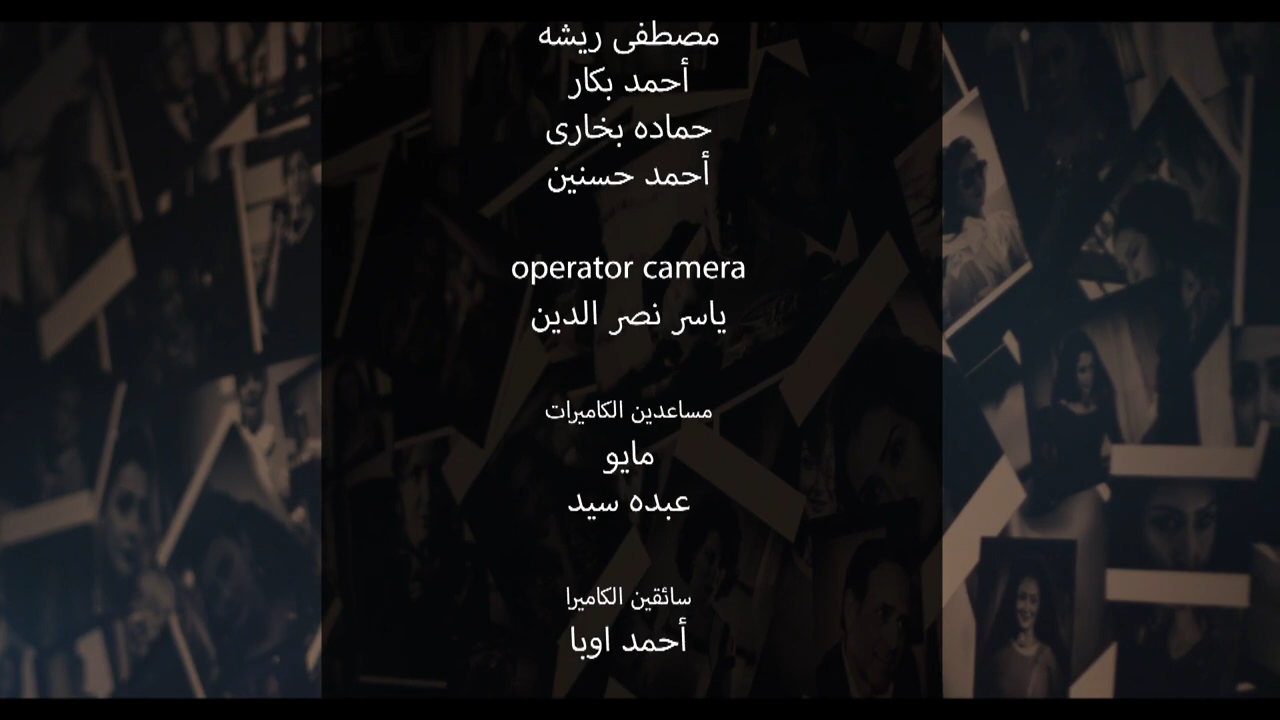 مصطفى ريشه
أحمد بكار
حماده بخارى
أحمد حسنين
operator camera
ياسر نصر الدين
مساعدين الكاميرات
مايو
عبده سيد
سائقين الكاميرا
أحمد اوبا